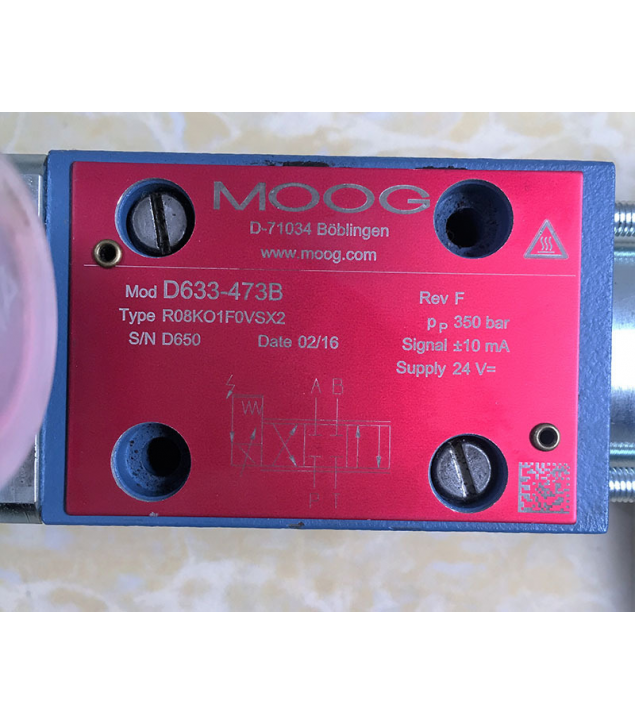 MOOG
D-71034 Böblingen
www.moog.com
Mod D633-473B
Rev F
Type R08KO1F0VSX2
pP 350 bar
S/N D650
Date 02/16
Signal ±10 mA
Supply 24 V=
A B